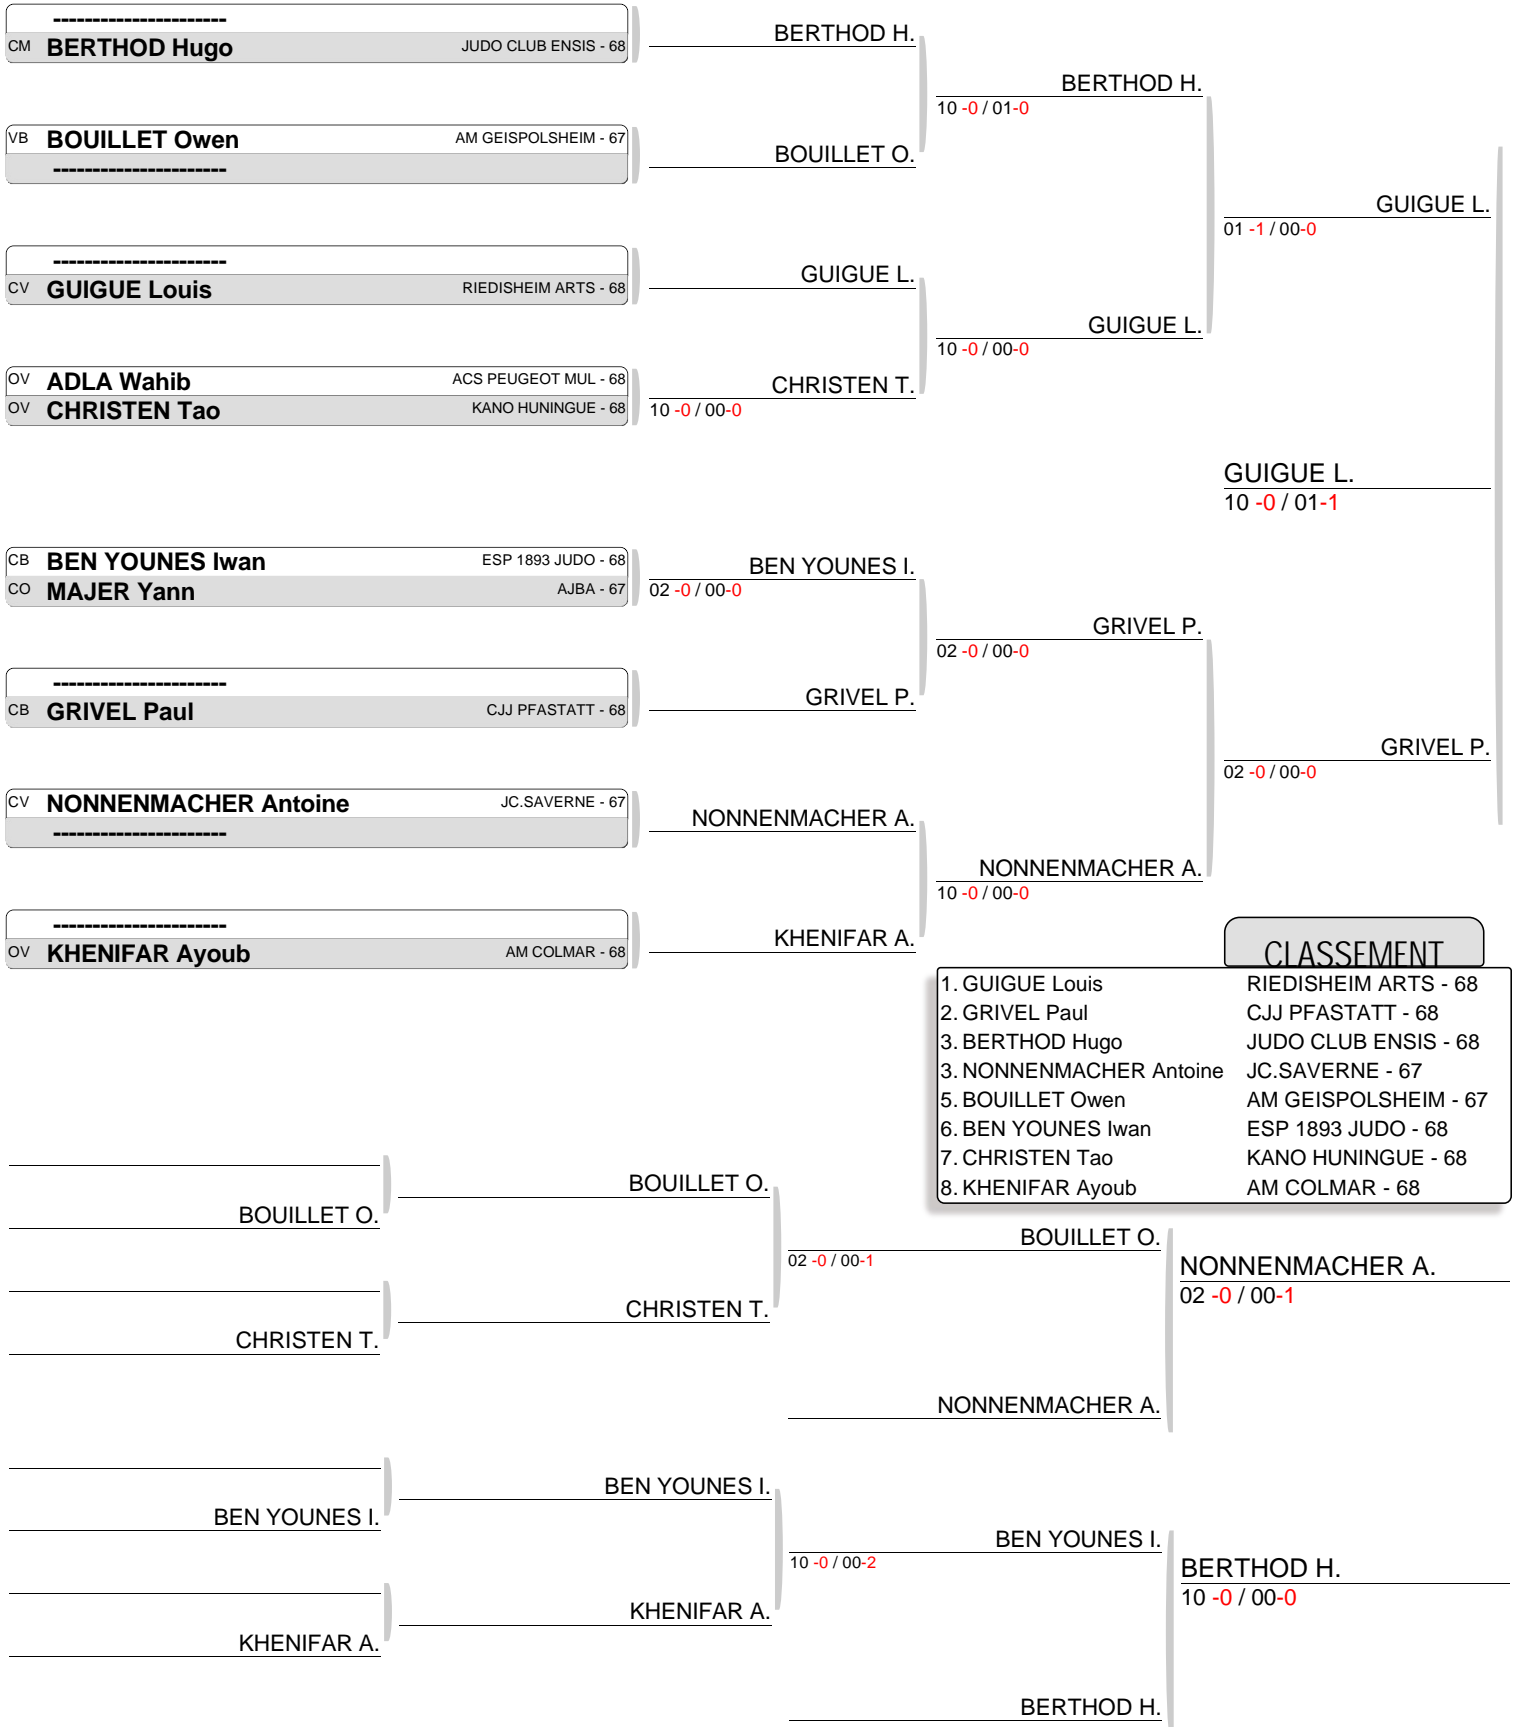 ----------------------
CM BERTHOD Hugo JUDO CLUB ENSIS - 68
BERTHOD H.
BERTHOD H.
10 -0 / 01-0
VB BOUILLET Owen AM GEISPOLSHEIM - 67
----------------------
BOUILLET O.
GUIGUE L.
01 -1 / 00-0
----------------------
CV GUIGUE Louis RIEDISHEIM ARTS - 68
GUIGUE L.
GUIGUE L.
10 -0 / 00-0
OV ADLA Wahib ACS PEUGEOT MUL - 68
OV CHRISTEN Tao KANO HUNINGUE - 68
CHRISTEN T.
10 -0 / 00-0
GUIGUE L.
10 -0 / 01-1
CB BEN YOUNES Iwan ESP 1893 JUDO - 68
CO MAJER Yann AJBA - 67
BEN YOUNES I.
02 -0 / 00-0
GRIVEL P.
02 -0 / 00-0
----------------------
CB GRIVEL Paul CJJ PFASTATT - 68
GRIVEL P.
GRIVEL P.
02 -0 / 00-0
CV NONNENMACHER Antoine JC.SAVERNE - 67
----------------------
NONNENMACHER A.
NONNENMACHER A.
10 -0 / 00-0
----------------------
OV KHENIFAR Ayoub AM COLMAR - 68
KHENIFAR A.
CLASSEMENT
1. GUIGUE Louis RIEDISHEIM ARTS - 68
2. GRIVEL Paul CJJ PFASTATT - 68
3. BERTHOD Hugo JUDO CLUB ENSIS - 68
3. NONNENMACHER Antoine JC.SAVERNE - 67
5. BOUILLET Owen AM GEISPOLSHEIM - 67
6. BEN YOUNES Iwan ESP 1893 JUDO - 68
7. CHRISTEN Tao KANO HUNINGUE - 68
8. KHENIFAR Ayoub AM COLMAR - 68
BOUILLET O.
BOUILLET O.
BOUILLET O.
02 -0 / 00-1
NONNENMACHER A.
02 -0 / 00-1
CHRISTEN T.
CHRISTEN T.
NONNENMACHER A.
BEN YOUNES I.
BEN YOUNES I.
BEN YOUNES I.
10 -0 / 00-2
BERTHOD H.
10 -0 / 00-0
KHENIFAR A.
KHENIFAR A.
BERTHOD H.